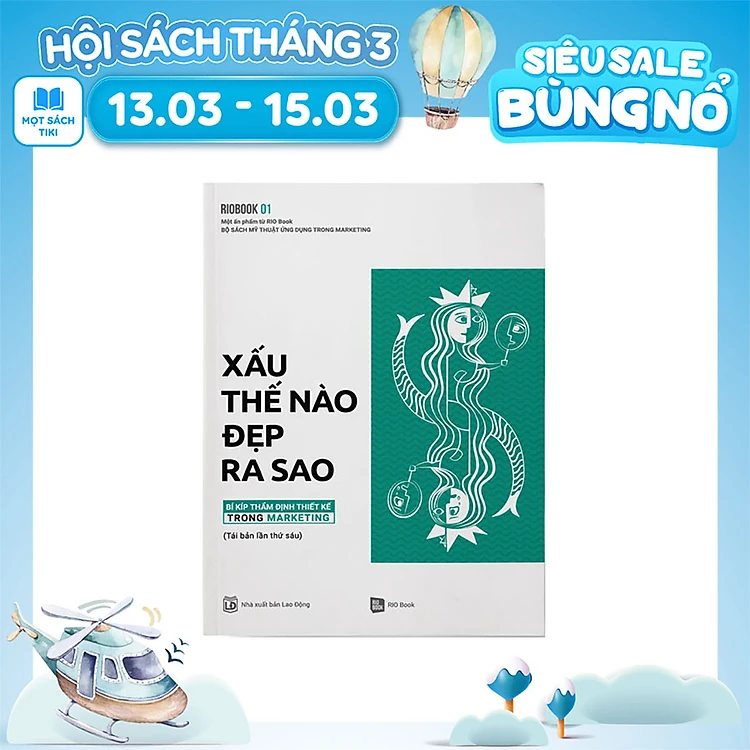 HỘI SÁCH THÁNG 3
SIÊU SALE
BÙNG NỔ
MỌT SÁCH
TIKI
13.03 - 15.03
RIOBOOK 01
Một ấn phẩm từ RIO Book
BỘ SÁCH MỸ THUẬT ỨNG DỤNG TRONG MARKETING
XẤU
THẾ NÀO
ĐẸP
RA SAO
BÍ KÍP THẨM ĐỊNH THIẾT KẾ
TRONG MARKETING
(Tái bản lần thứ sáu)
LĐ
Nhà xuất bản Lao Động
RIO
BOOK
RIO Book